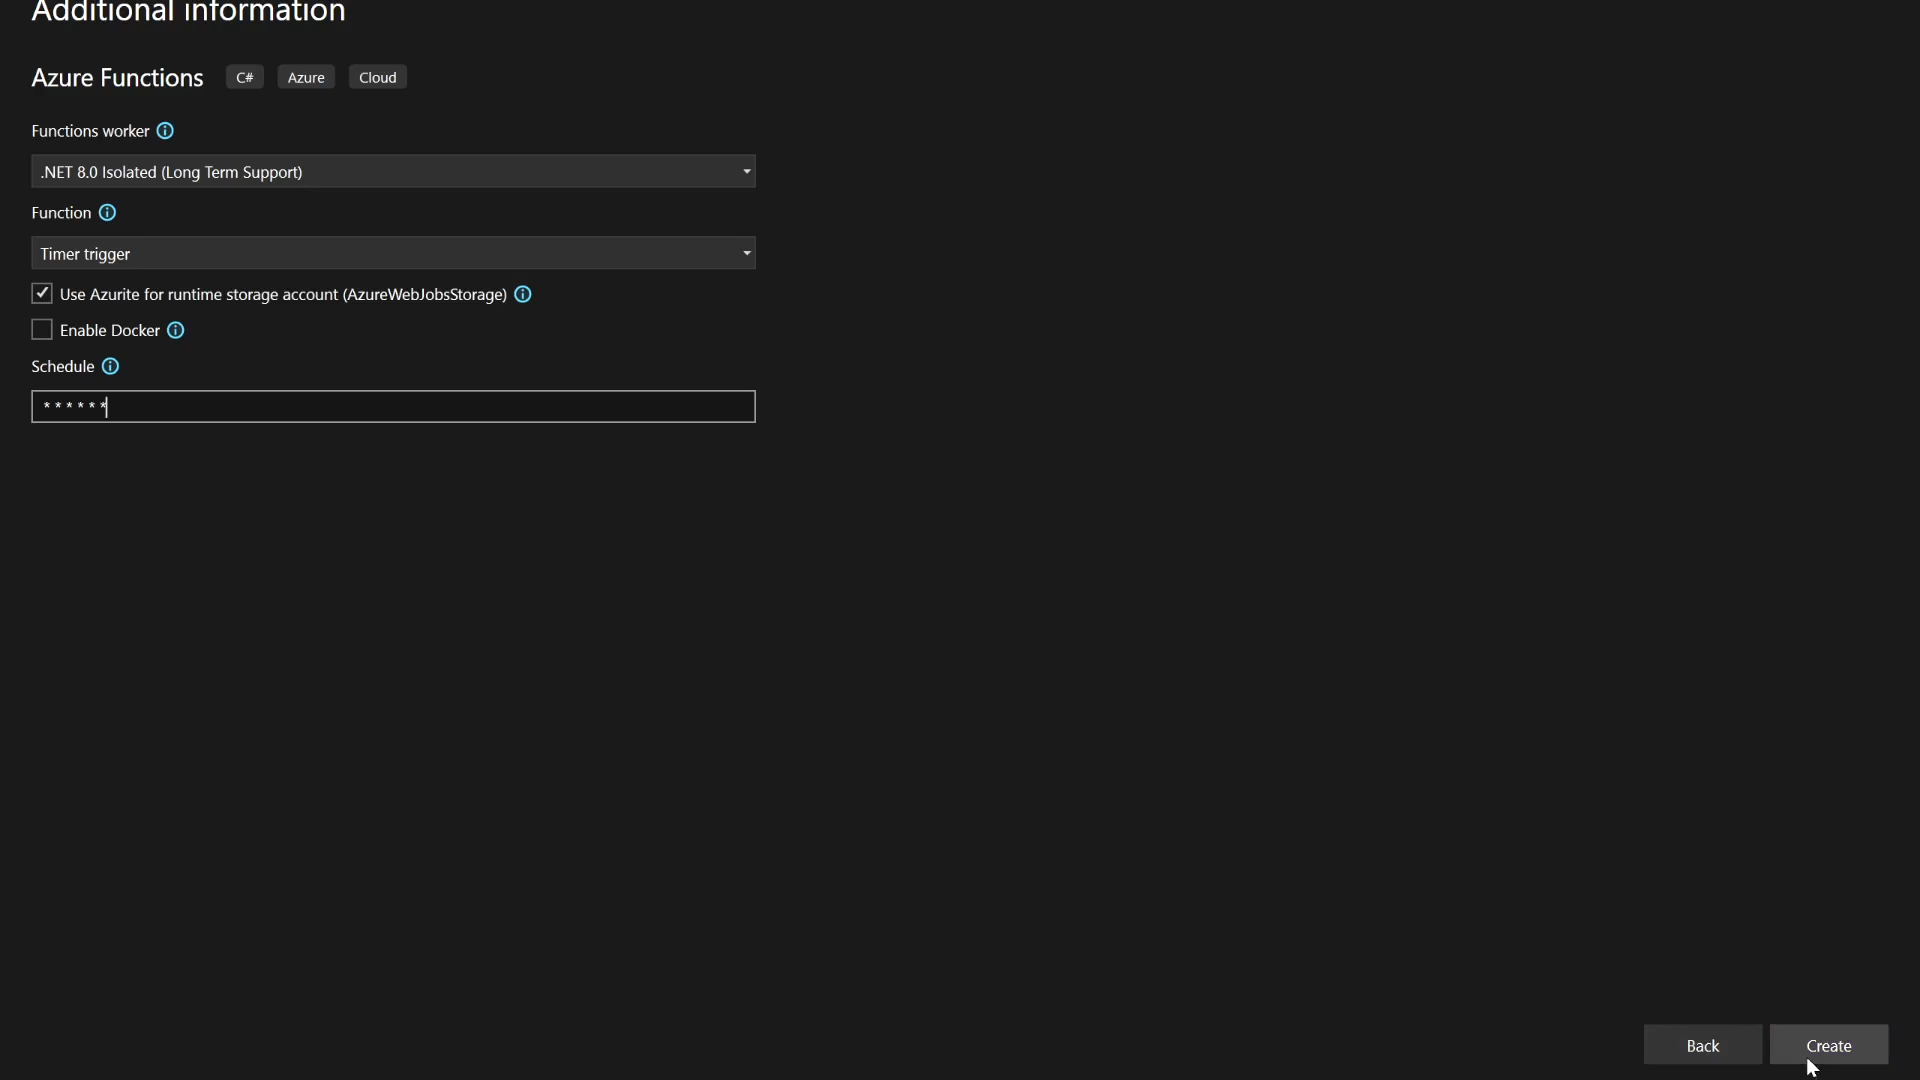 Additional information
Azure Functions C# Azure Cloud
Functions worker
.NET 8.0 Isolated (Long Term Support)
Function
Timer trigger
Use Azurite for runtime storage account (AzureWebJobsStorage)
Enable Docker
Schedule
* * * * * *
Back Create